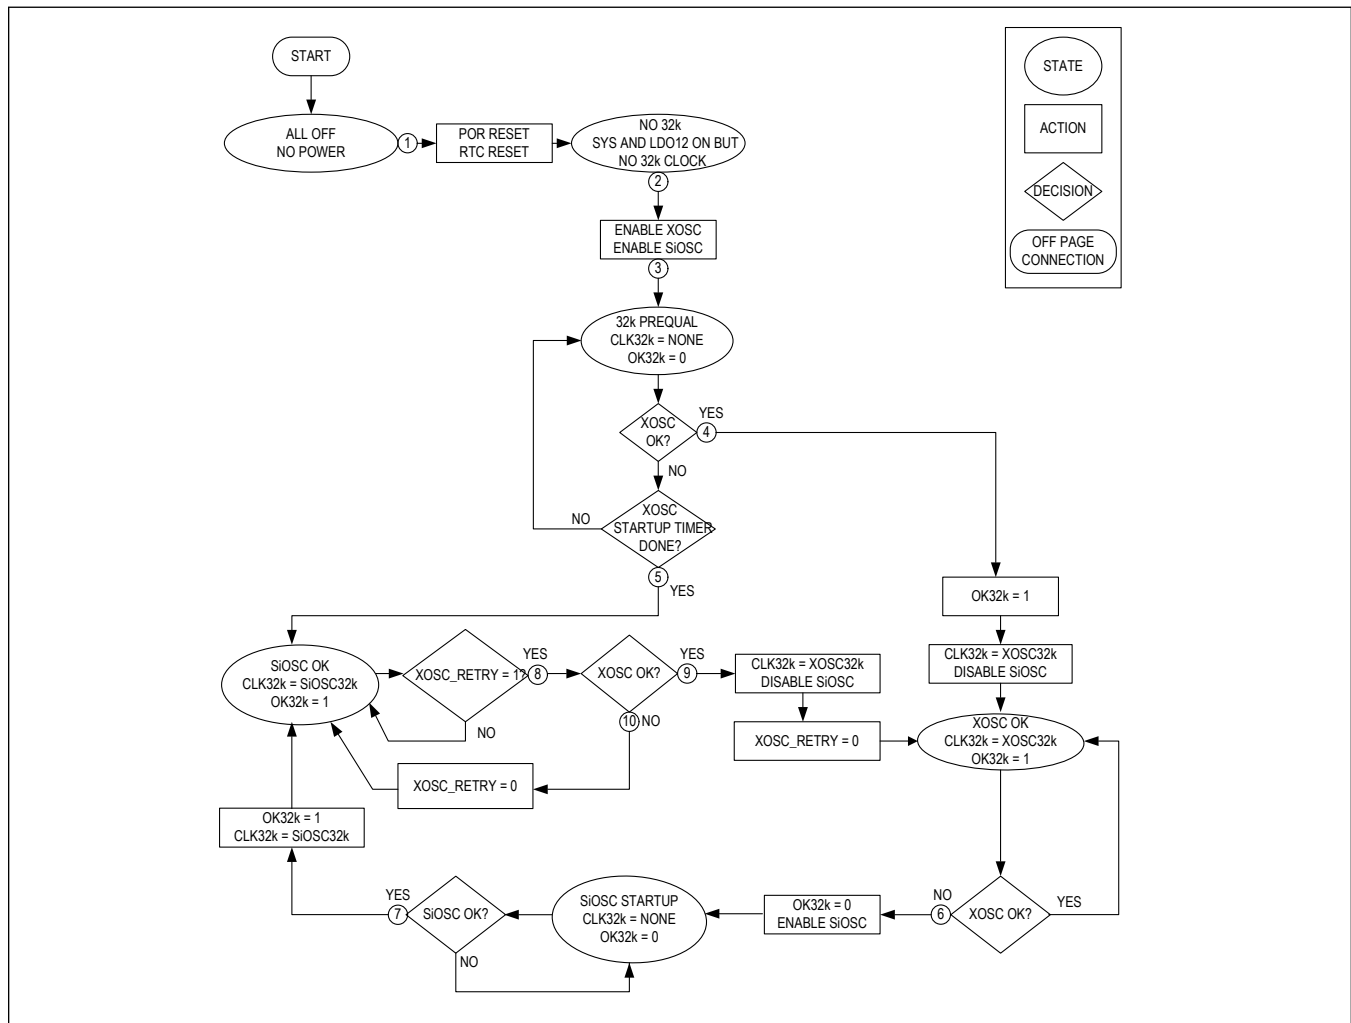 START
STATE
ACTION
DECISION
OFF PAGE
CONNECTION
ALL OFF
NO POWER
1
POR RESET
RTC RESET
NO 32k
SYS AND LDO12 ON BUT
NO 32k CLOCK
2
ENABLE XOSC
ENABLE SiOSC
3
32k PREQUAL
CLK32k = NONE
OK32k = 0
XOSC
OK?
YES
4
NO
XOSC
STARTUP TIMER
DONE?
NO
5
YES
OK32k = 1
CLK32k = XOSC32k
DISABLE SiOSC
SiOSC OK
CLK32k = SiOSC32k
OK32k = 1
XOSC_RETRY = 1?
YES
8
NO
XOSC OK?
YES
9
10
NO
CLK32k = XOSC32k
DISABLE SiOSC
XOSC_RETRY = 0
XOSC OK
CLK32k = XOSC32k
OK32k = 1
XOSC_RETRY = 0
OK32k = 1
CLK32k = SiOSC32k
YES
7
SiOSC OK?
NO
SiOSC STARTUP
CLK32k = NONE
OK32k = 0
OK32k = 0
ENABLE SiOSC
NO
6
XOSC OK?
YES